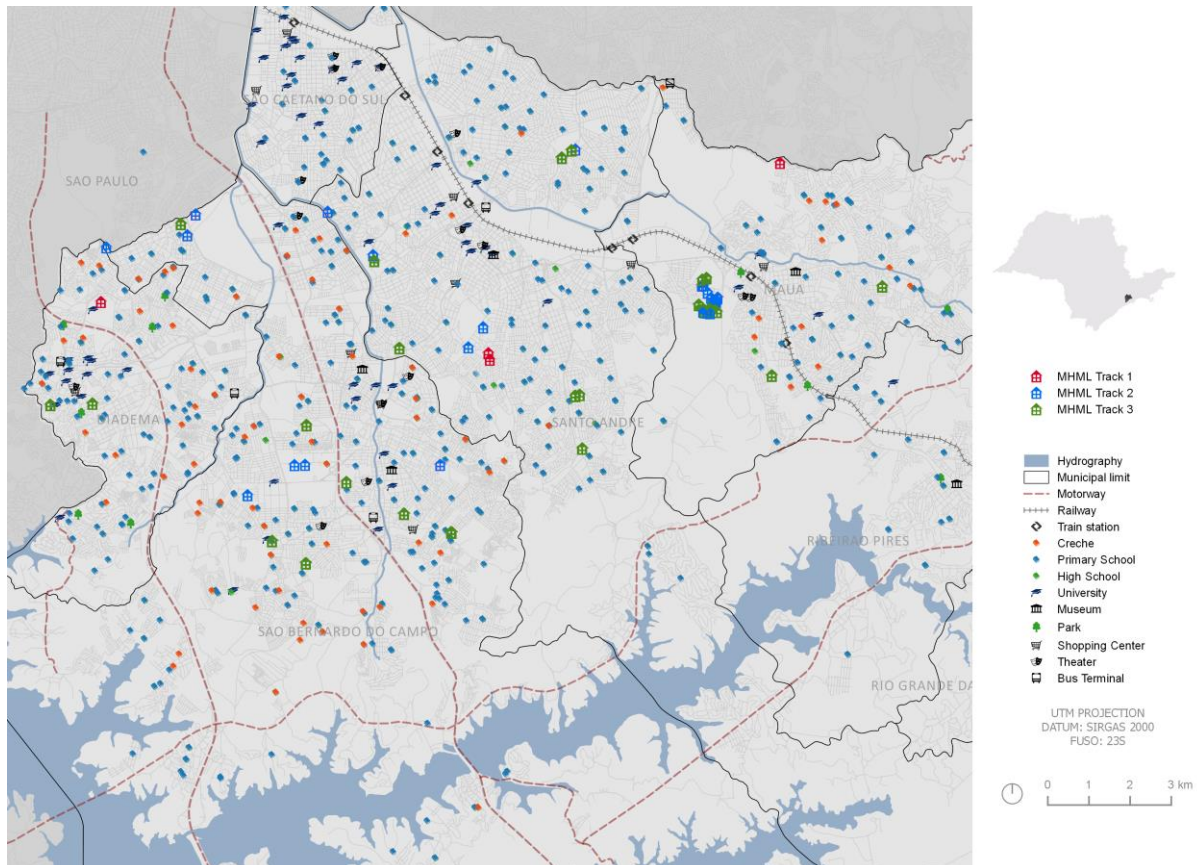 SAO CAETANO DO SUL
SAO PAULO
MAUA
DIADEMA
SANTO ANDRE
RIBEIRAO PIRES
SAO BERNARDO DO CAMPO
RIO GRANDE DA
MHML Track 1
MHML Track 2
MHML Track 3
Hydrography
Municipal limit
Motorway
Railway
Train station
Creche
Primary School
High School
University
Museum
Park
Shopping Center
Theater
Bus Terminal
UTM PROJECTION
DATUM: SIRGAS 2000
FUSO: 23S
0 1 2 3 km